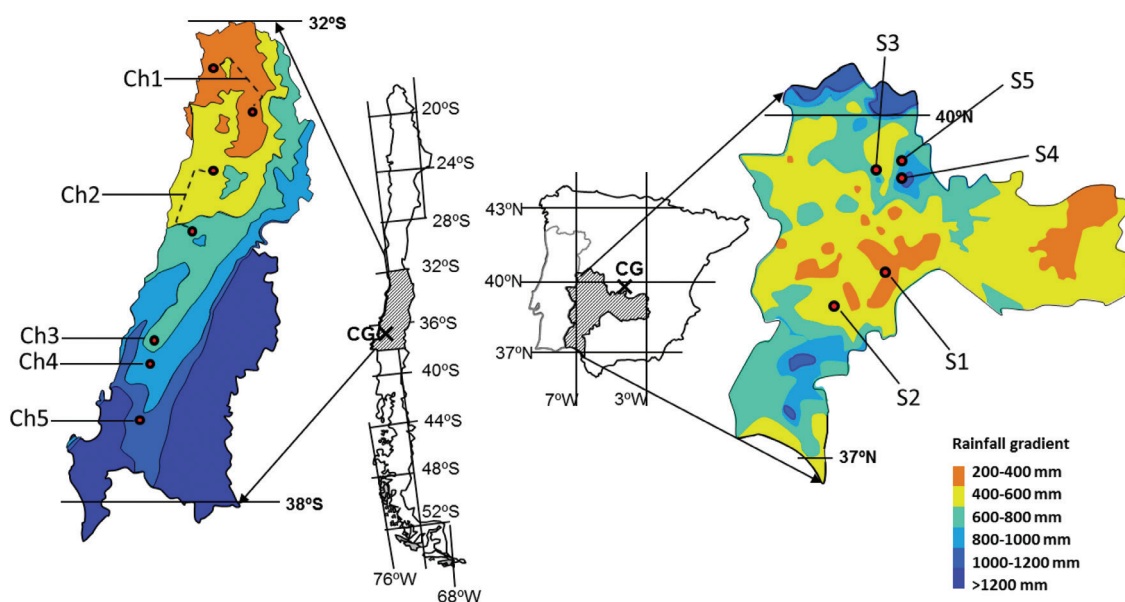 32ºS
Ch1
Ch2
Ch3
Ch4
Ch5
38ºS
20ºS
24ºS
28ºS
32ºS
36ºS
CG
40ºS
44ºS
48ºS
52ºS
76ºW
68ºW
43ºN
40ºN
CG
37ºN
7ºW
3ºW
S3
S5
40ºN
S4
S1
S2
37ºN
Rainfall gradient
200-400 mm
400-600 mm
600-800 mm
800-1000 mm
1000-1200 mm
>1200 mm